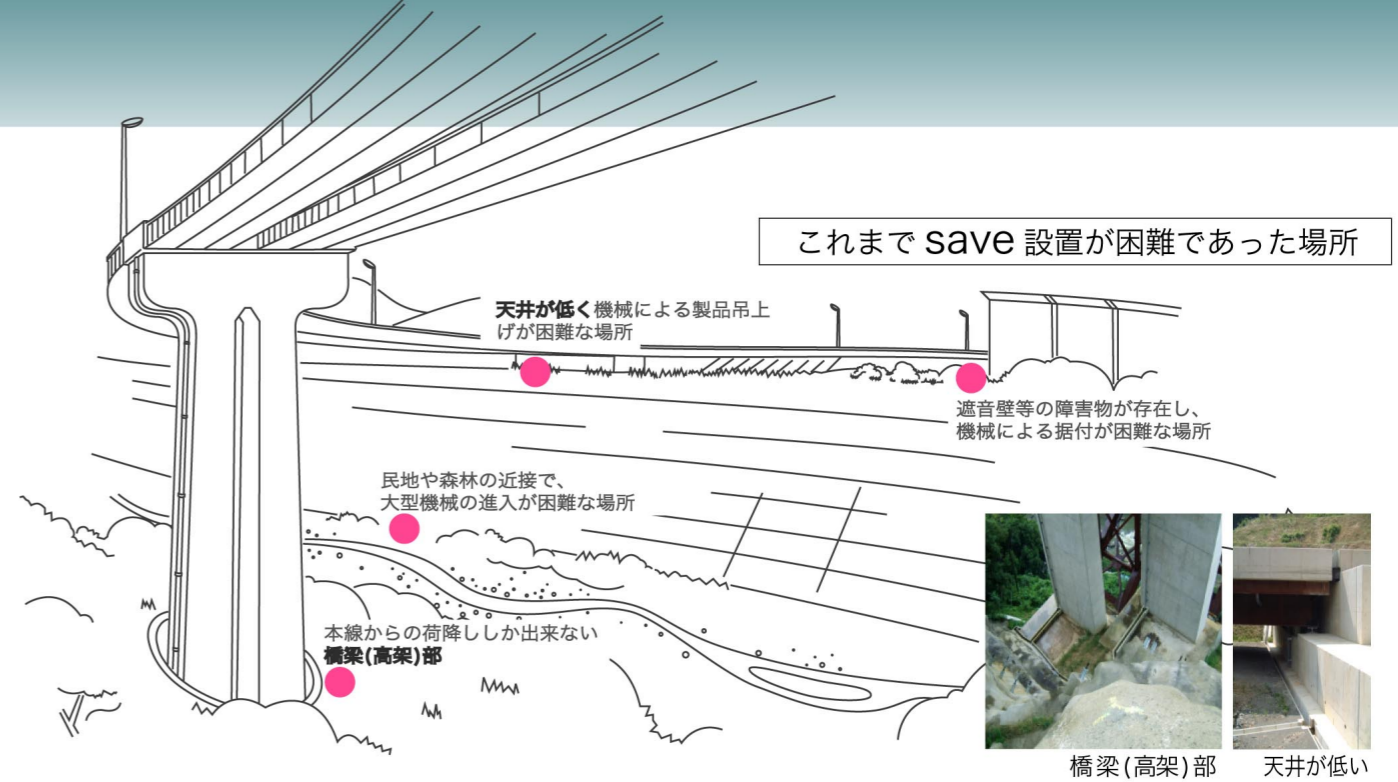 これまで save 設置が困難であった場所
天井が低く機械による製品吊上
げが困難な場所
遮音壁等の障害物が存在し、
機械による据付が困難な場所
民地や森林の近接で、
大型機械の進入が困難な場所
本線からの荷降ししか出来ない
橋梁(高架)部
橋梁(高架)部
天井が低い